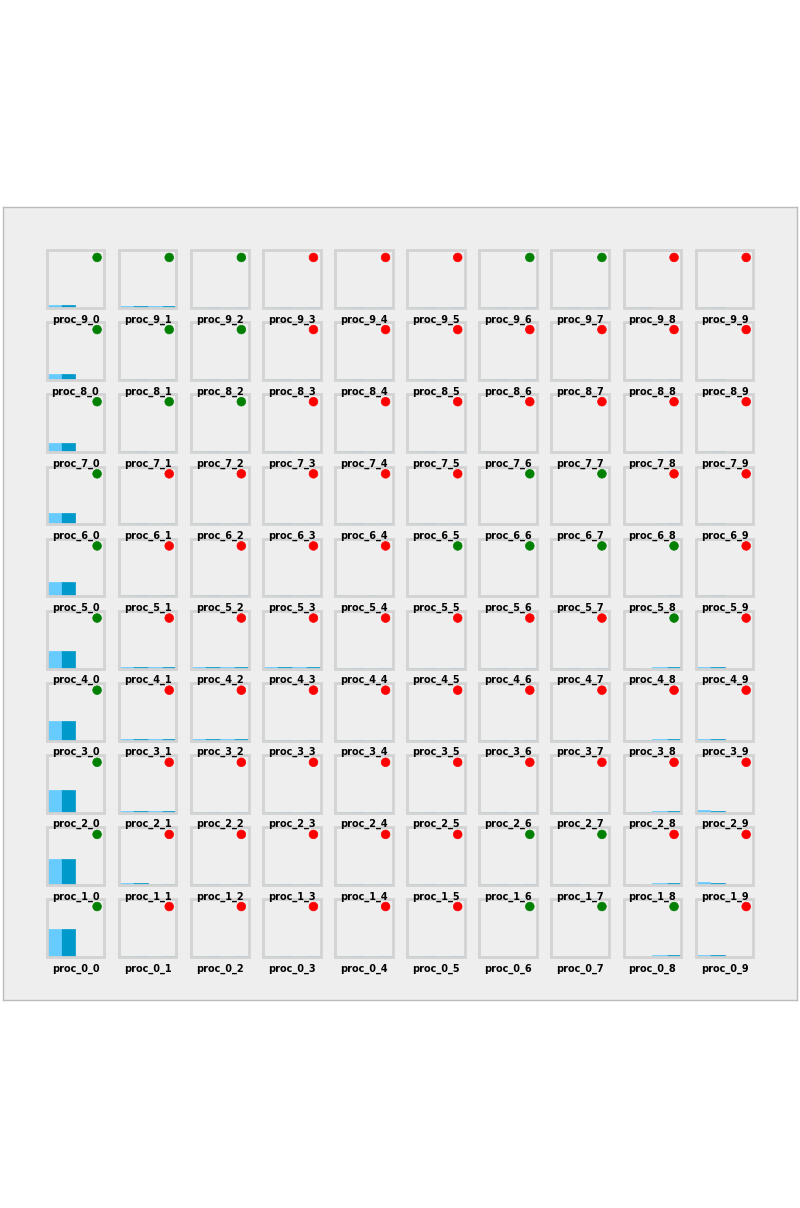 proc_9_0 proc_9_1 proc_9_2 proc_9_3 proc_9_4 proc_9_5 proc_9_6 proc_9_7 proc_9_8 proc_9_9
proc_8_0 proc_8_1 proc_8_2 proc_8_3 proc_8_4 proc_8_5 proc_8_6 proc_8_7 proc_8_8 proc_8_9
proc_7_0 proc_7_1 proc_7_2 proc_7_3 proc_7_4 proc_7_5 proc_7_6 proc_7_7 proc_7_8 proc_7_9
proc_6_0 proc_6_1 proc_6_2 proc_6_3 proc_6_4 proc_6_5 proc_6_6 proc_6_7 proc_6_8 proc_6_9
proc_5_0 proc_5_1 proc_5_2 proc_5_3 proc_5_4 proc_5_5 proc_5_6 proc_5_7 proc_5_8 proc_5_9
proc_4_0 proc_4_1 proc_4_2 proc_4_3 proc_4_4 proc_4_5 proc_4_6 proc_4_7 proc_4_8 proc_4_9
proc_3_0 proc_3_1 proc_3_2 proc_3_3 proc_3_4 proc_3_5 proc_3_6 proc_3_7 proc_3_8 proc_3_9
proc_2_0 proc_2_1 proc_2_2 proc_2_3 proc_2_4 proc_2_5 proc_2_6 proc_2_7 proc_2_8 proc_2_9
proc_1_0 proc_1_1 proc_1_2 proc_1_3 proc_1_4 proc_1_5 proc_1_6 proc_1_7 proc_1_8 proc_1_9
proc_0_0 proc_0_1 proc_0_2 proc_0_3 proc_0_4 proc_0_5 proc_0_6 proc_0_7 proc_0_8 proc_0_9